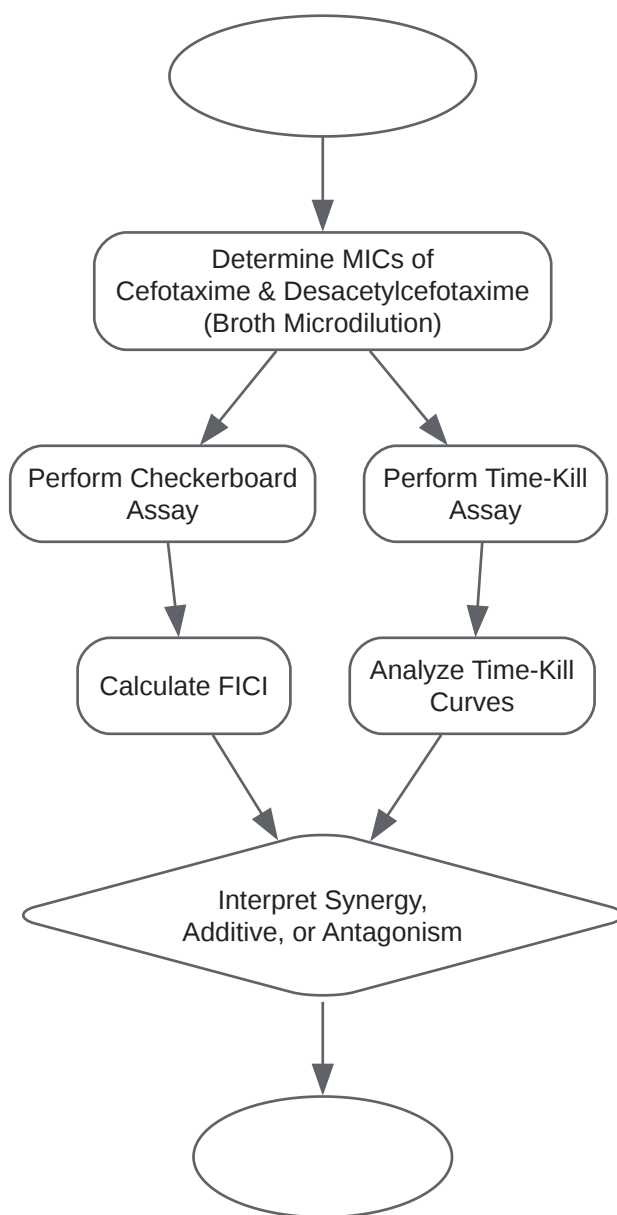 Determine MICs of
Cefotaxime & Desacetylcefotaxime
(Broth Microdilution)
Perform Checkerboard
Assay
Perform Time-Kill
Assay
Calculate FICI
Analyze Time-Kill
Curves
Interpret Synergy,
Additive, or Antagonism